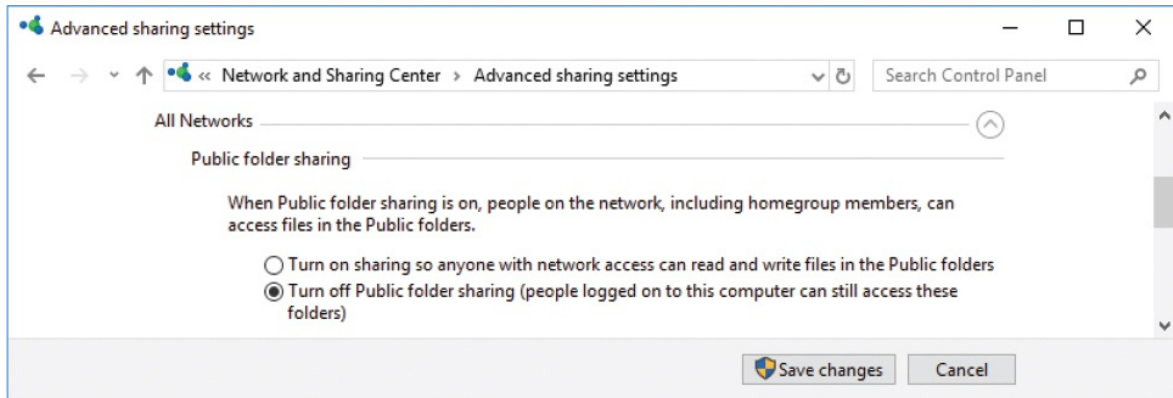 Advanced sharing settings
« Network and Sharing Center > Advanced sharing settings
Search Control Panel
All Networks
Public folder sharing
When Public folder sharing is on, people on the network, including homegroup members, can
access files in the Public folders.
Turn on sharing so anyone with network access can read and write files in the Public folders
Turn off Public folder sharing (people logged on to this computer can still access these
folders)
Save changes
Cancel